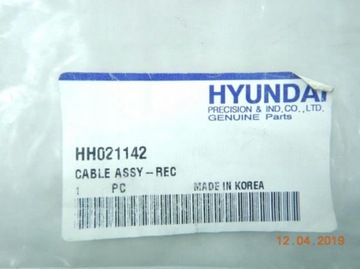 HYUNDAI
PRECISION & IND.CO.,LTD.
GENUINE Parts
HH021142
CABLE ASSY-REC
1 PC MADE IN KOREA
12.04.2019